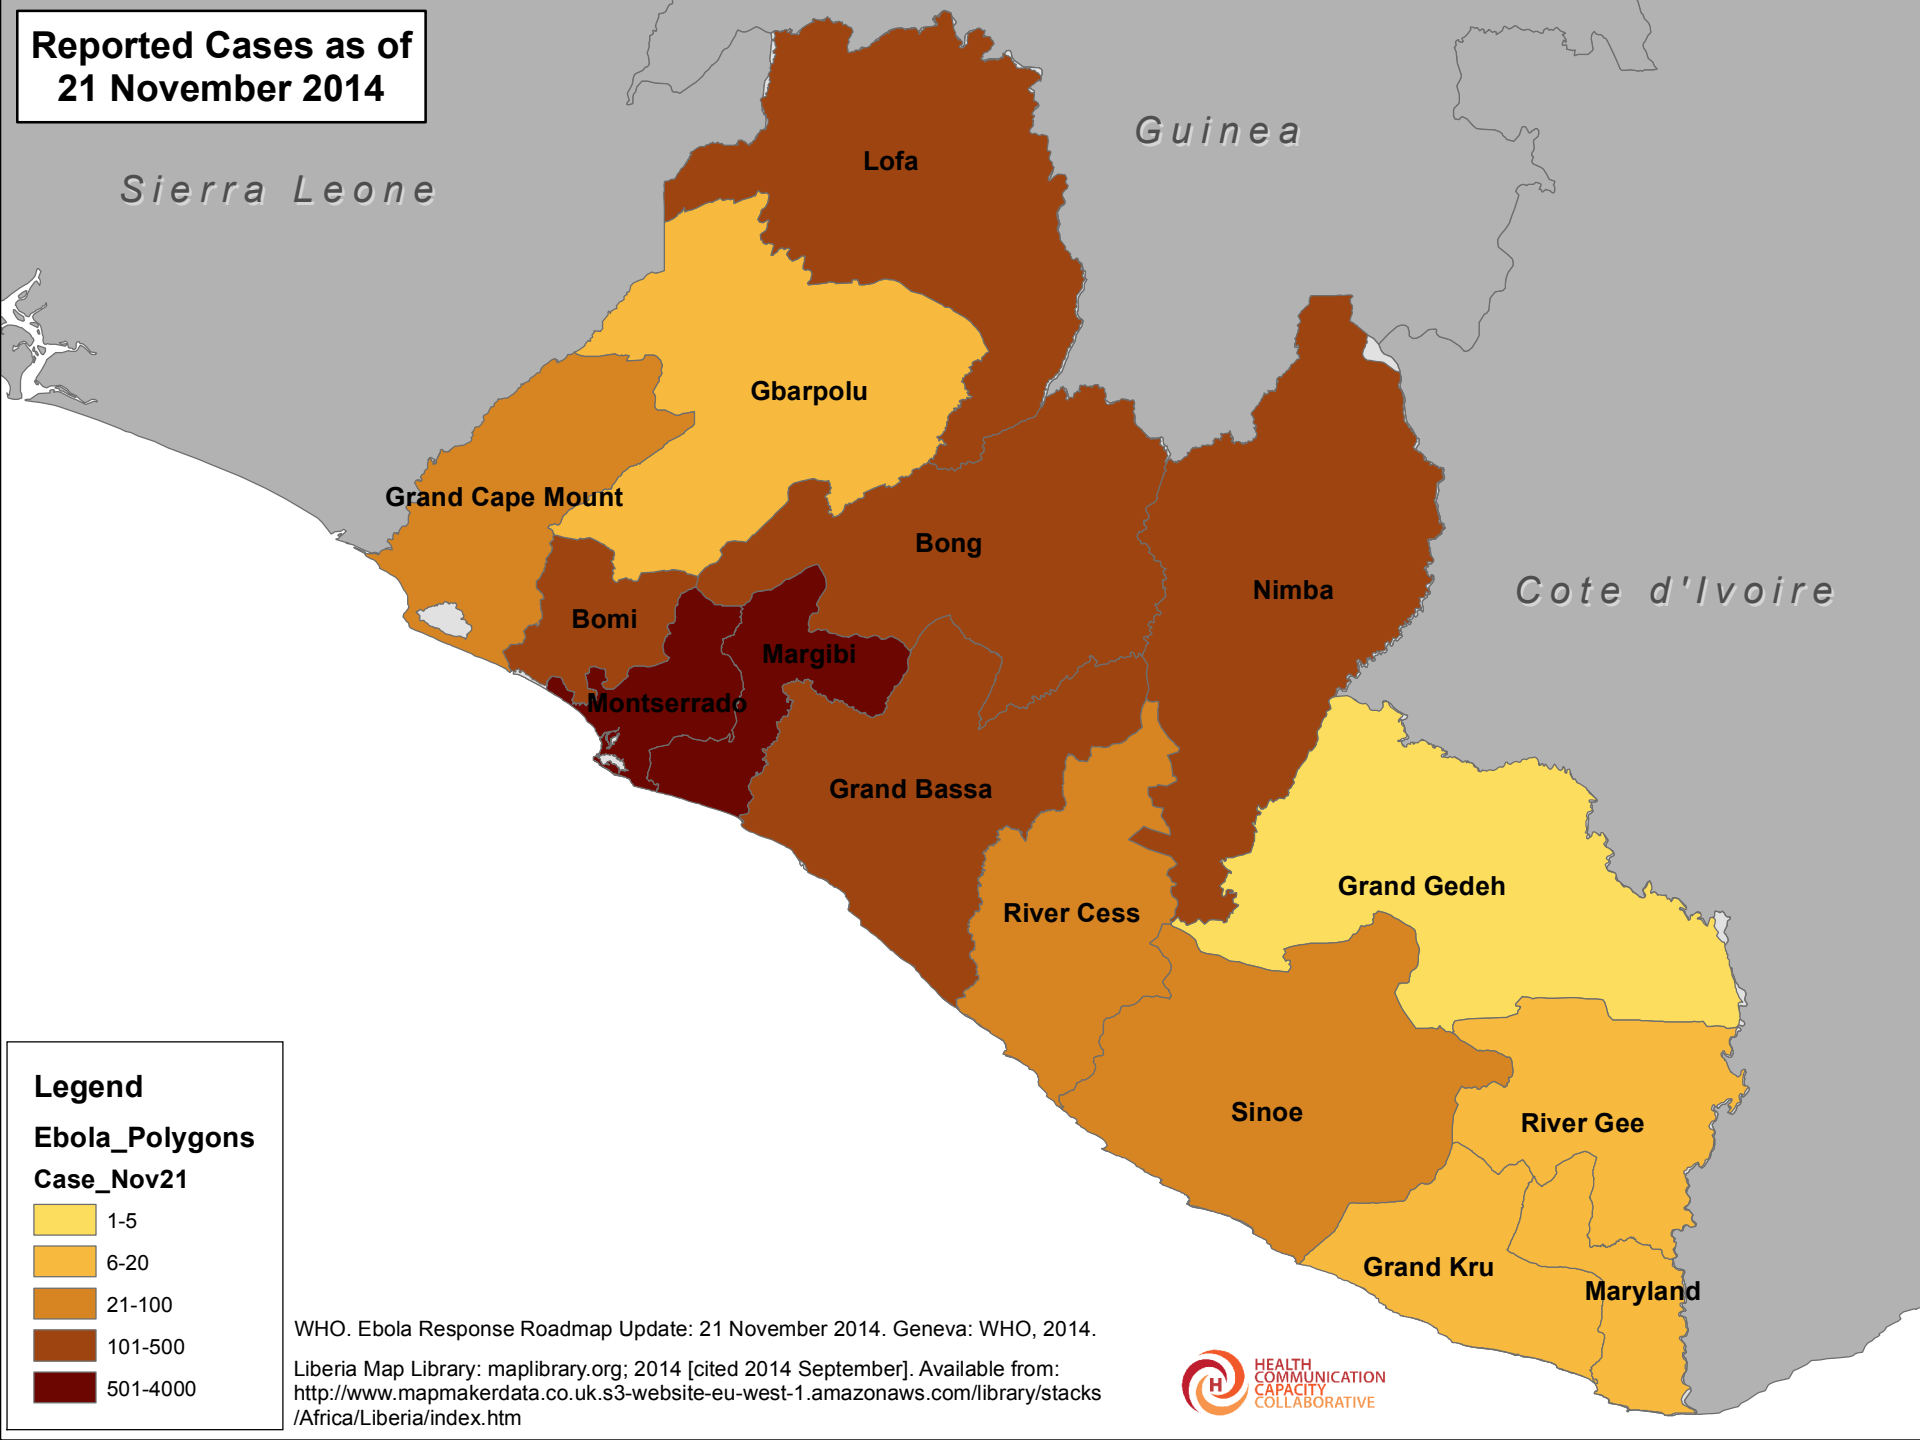 Reported Cases as of
21 November 2014
Guinea
Sierra Leone
Lofa
Gbarpolu
Grand Cape Mount
Bong
Nimba
Cote d'Ivoire
Bomi
Margibi
Montserrado
Grand Bassa
Grand Gedeh
River Cess
Sinoe
River Gee
Grand Kru
Maryland
Legend
Ebola_Polygons
Case_Nov21
1-5
6-20
21-100
101-500
501-4000
WHO. Ebola Response Roadmap Update: 21 November 2014. Geneva: WHO, 2014.
Liberia Map Library: maplibrary.org; 2014 [cited 2014 September]. Available from:
http://www.mapmakerdata.co.uk.s3-website-eu-west-1.amazonaws.com/library/stacks
/Africa/Liberia/index.htm
H
HEALTH
COMMUNICATION
CAPACITY
COLLABORATIVE